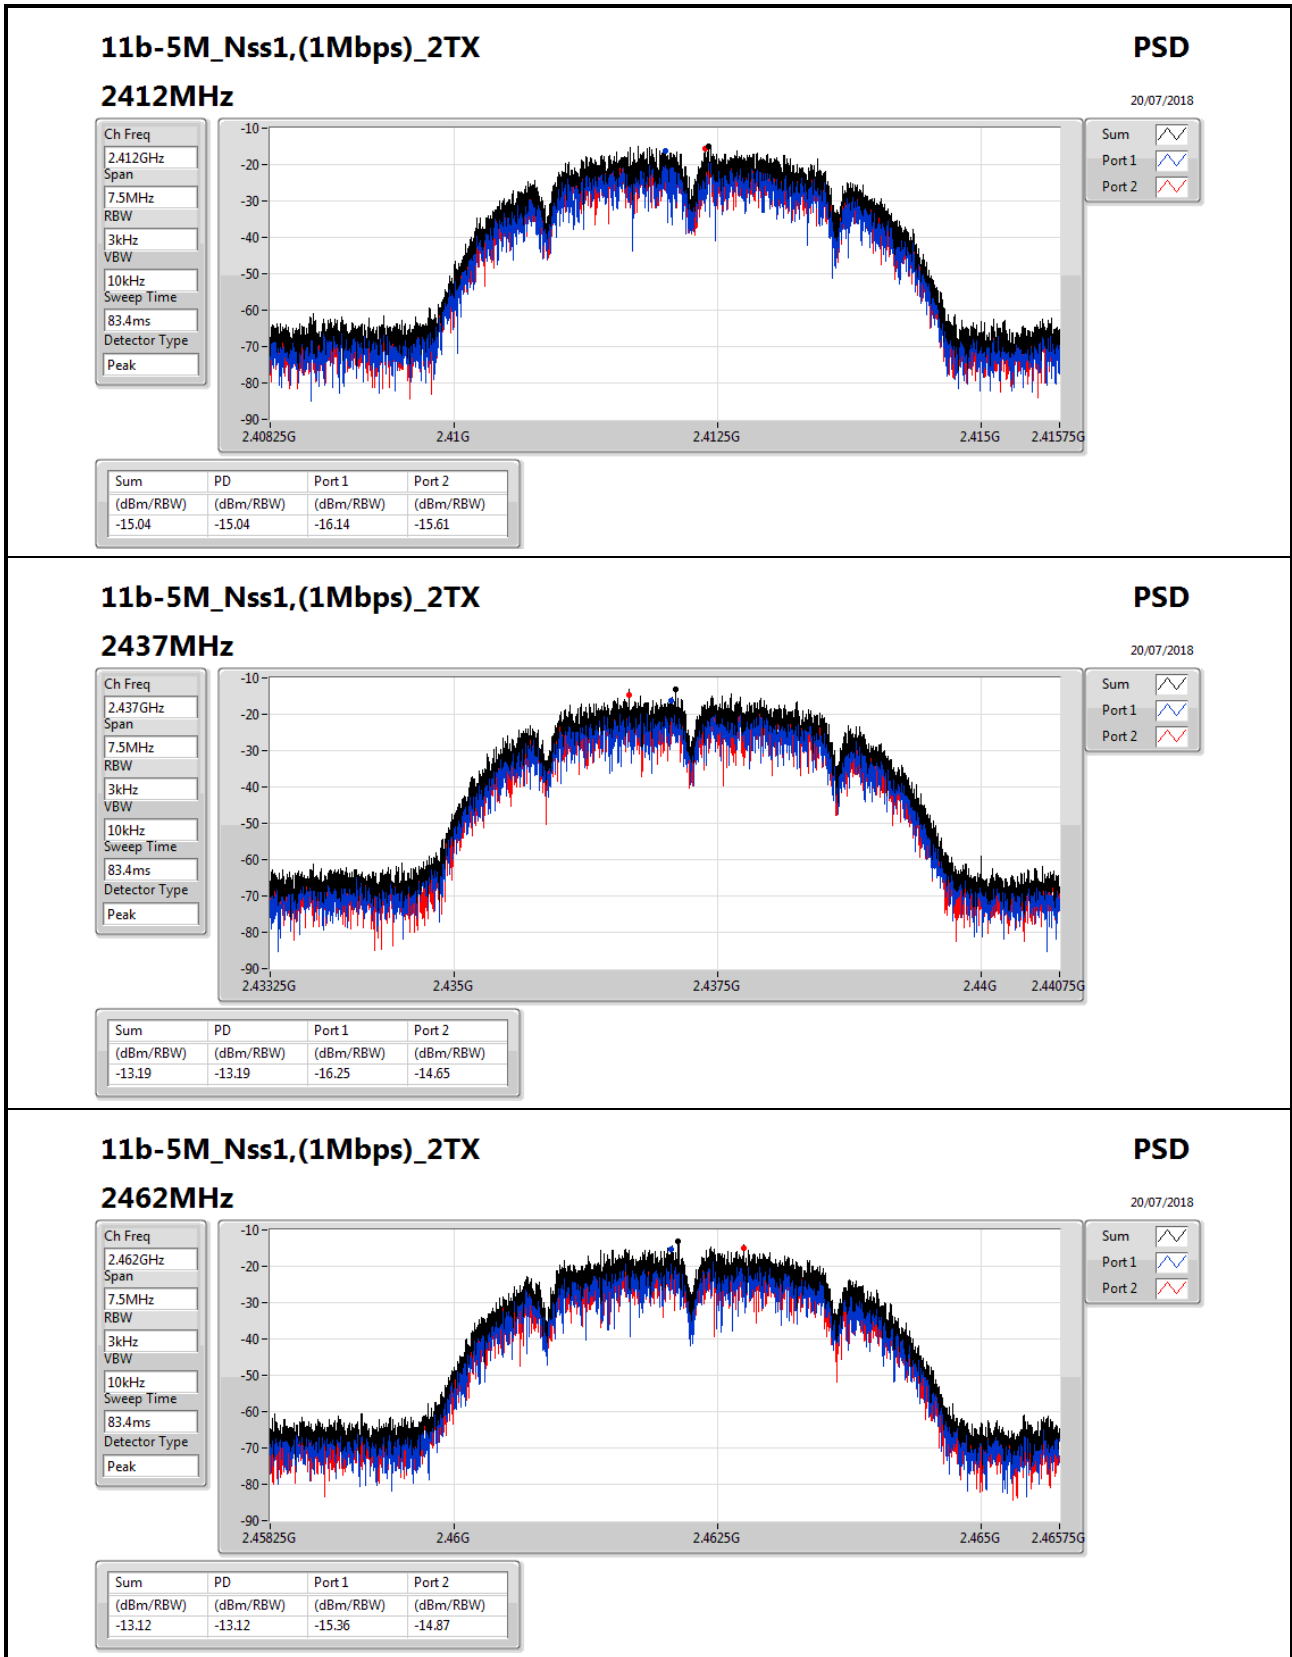 11b-5M_Nss1,(1Mbps)_2TX
PSD
2412MHz
20/07/2018
Ch Freq
2.412GHz
Span
7.5MHz
RBW
3kHz
VBW
10kHz
Sweep Time
83.4ms
Detector Type
Peak
-10
-20
-30
-40
-50
-60
-70
-80
-90
2.40825G 2.41G 2.4125G 2.415G 2.41575G
Sum
Port 1
Port 2
Sum PD Port 1 Port 2
(dBm/RBW) (dBm/RBW) (dBm/RBW) (dBm/RBW)
-15.04 -15.04 -16.14 -15.61
11b-5M_Nss1,(1Mbps)_2TX
PSD
2437MHz
20/07/2018
Ch Freq
2.437GHz
Span
7.5MHz
RBW
3kHz
VBW
10kHz
Sweep Time
83.4ms
Detector Type
Peak
-10
-20
-30
-40
-50
-60
-70
-80
-90
2.43325G 2.435G 2.4375G 2.44G 2.44075G
Sum
Port 1
Port 2
Sum PD Port 1 Port 2
(dBm/RBW) (dBm/RBW) (dBm/RBW) (dBm/RBW)
-13.19 -13.19 -16.25 -14.65
11b-5M_Nss1,(1Mbps)_2TX
PSD
2462MHz
20/07/2018
Ch Freq
2.462GHz
Span
7.5MHz
RBW
3kHz
VBW
10kHz
Sweep Time
83.4ms
Detector Type
Peak
-10
-20
-30
-40
-50
-60
-70
-80
-90
2.45825G 2.46G 2.4625G 2.465G 2.46575G
Sum
Port 1
Port 2
Sum PD Port 1 Port 2
(dBm/RBW) (dBm/RBW) (dBm/RBW) (dBm/RBW)
-13.12 -13.12 -15.36 -14.87